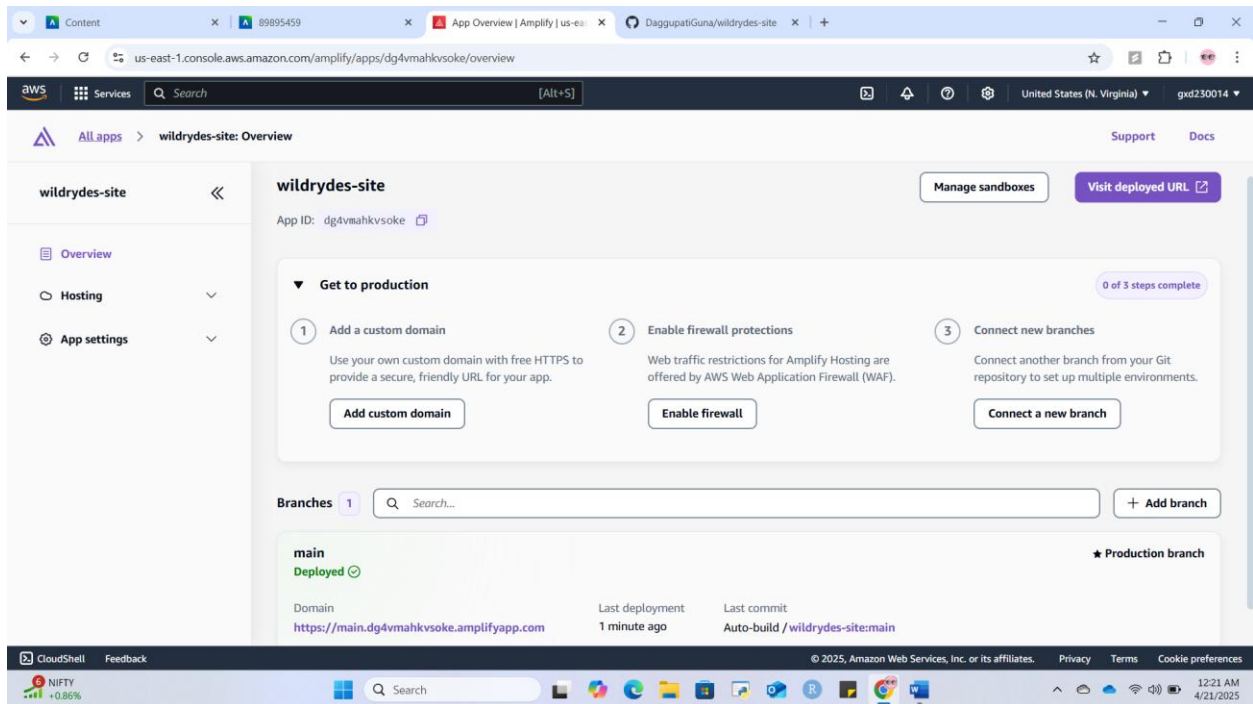 Content
89895459
App Overview | Amplify | us-eas
DaggupatiGuna/wildrydes-site
us-east-1.console.aws.amazon.com/amplify/apps/dg4vmahkvsoke/overview
aws
Services
Search
[Alt+S]
United States (N. Virginia)
gxd230014
All apps > wildrydes-site: Overview
Support
Docs
wildrydes-site
Overview
Hosting
App settings
wildrydes-site
Manage sandboxes
Visit deployed URL
App ID: dg4vmahkvsoke
Get to production
0 of 3 steps complete
1
Add a custom domain
Use your own custom domain with free HTTPS to
provide a secure, friendly URL for your app.
Add custom domain
2
Enable firewall protections
Web traffic restrictions for Amplify Hosting are
offered by AWS Web Application Firewall (WAF).
Enable firewall
3
Connect new branches
Connect another branch from your Git
repository to set up multiple environments.
Connect a new branch
Branches 1
Search...
+ Add branch
main
Deployed
★ Production branch
Domain
https://main.dg4vmahkvsoke.amplifyapp.com
Last deployment
1 minute ago
Last commit
Auto-build / wildrydes-site:main
CloudShell
Feedback
© 2025, Amazon Web Services, Inc. or its affiliates.
Privacy
Terms
Cookie preferences
6
NIFTY
+0.86%
Search
R
W
12:21 AM
4/21/2025